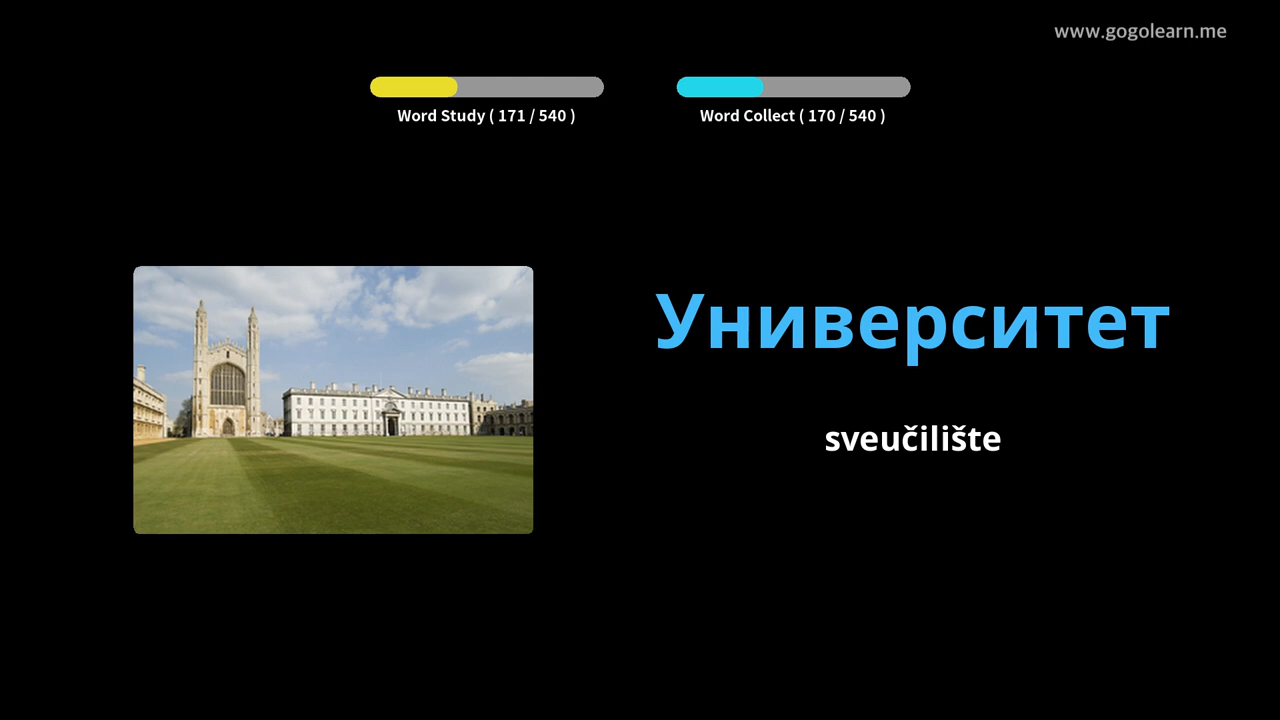 www.gogolearn.me
Word Study ( 171 / 540 )
Word Collect ( 170 / 540 )
Университет
sveučilište